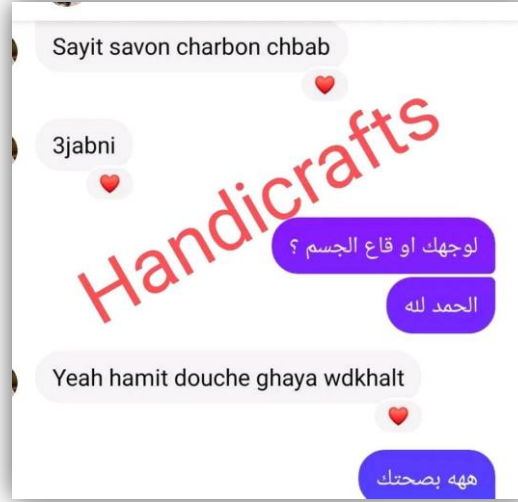 Sayit savon charbon chbab
3jabni
Handicrafts
لوجهك او قاع الجسم ؟
الحمد لله
Yeah hamit douche ghaya wdkhalt
ههه بصحتك